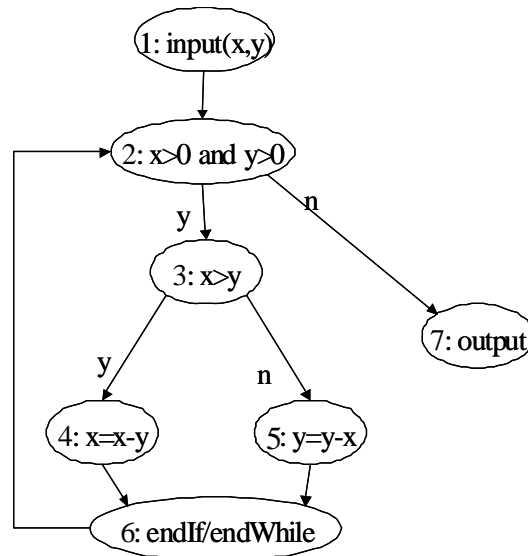 1: input(x,y)
2: x>0 and y>0
y
n
3: x>y
7: output
y
n
4: x=x-y
5: y=y-x
6: endIf/endWhile